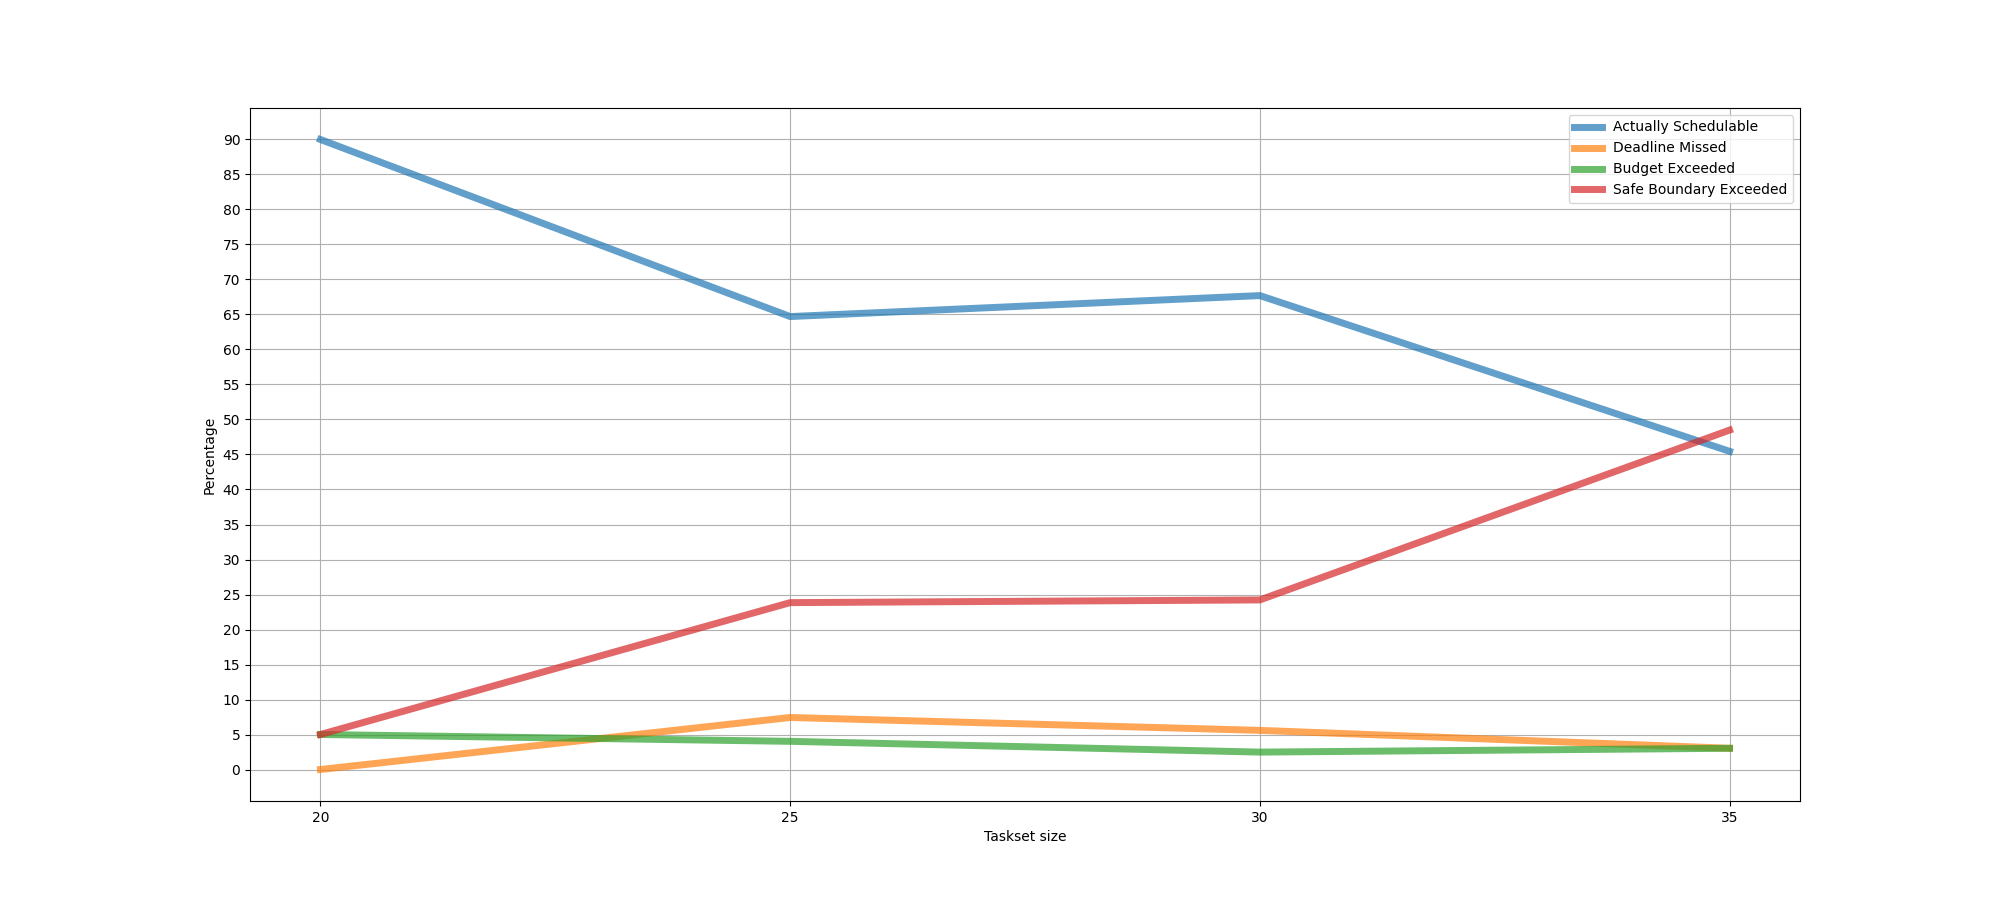 Actually Schedulable
Deadline Missed
Budget Exceeded
Safe Boundary Exceeded
90
85
80
75
70
65
60
55
50
45
40
35
30
25
20
15
10
5
0
Percentage
20 25 30 35
Taskset size